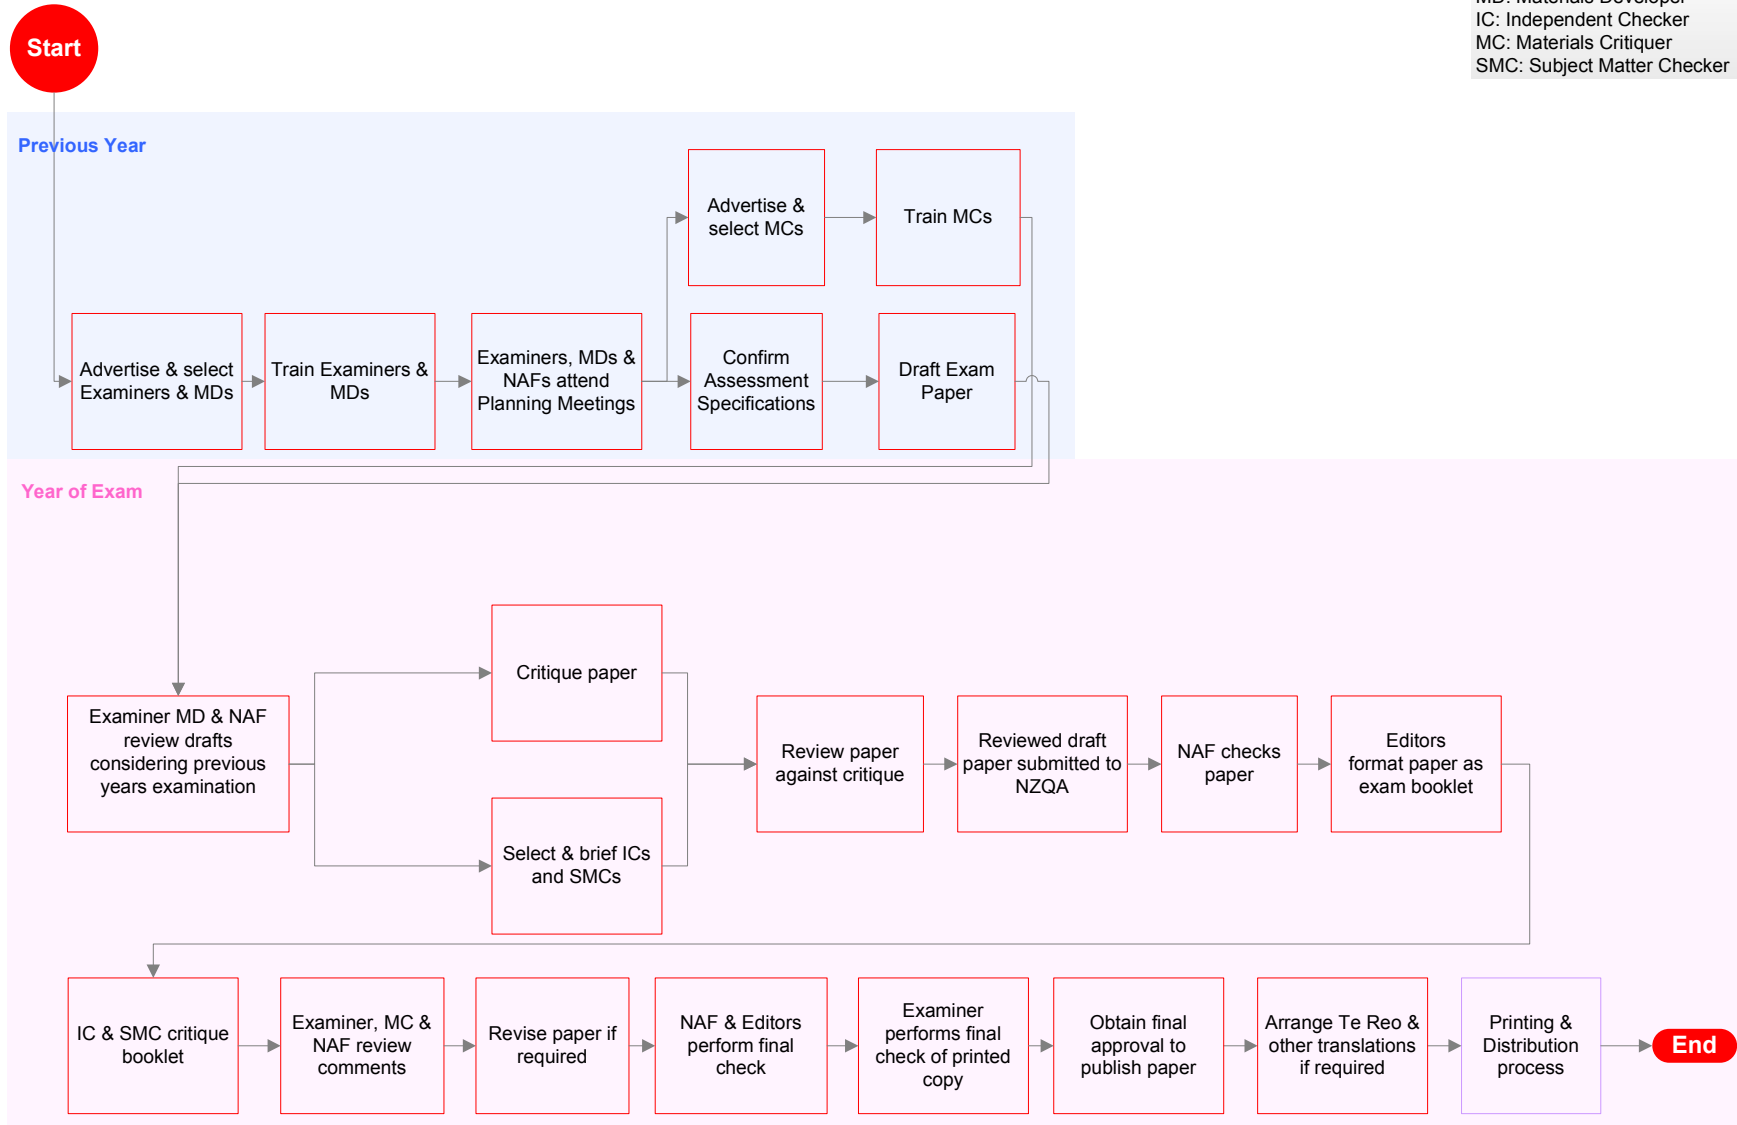 MD: Materials Developer
IC: Independent Checker
MC: Materials Critiquer
SMC: Subject Matter Checker
Start
Previous Year
Advertise &
select MCs
Train MCs
Advertise & select
Examiners & MDs
Train Examiners &
MDs
Examiners, MDs &
NAFs attend
Planning Meetings
Confirm
Assessment
Specifications
Draft Exam
Paper
Year of Exam
Critique paper
Examiner MD & NAF
review drafts
considering previous
years examination
Select & brief ICs
and SMCs
Review paper
against critique
Reviewed draft
paper submitted to
NZQA
NAF checks
paper
Editors
format paper as
exam booklet
IC & SMC critique
booklet
Examiner, MC &
NAF review
comments
Revise paper if
required
NAF & Editors
perform final
check
Examiner
performs final
check of printed
copy
Obtain final
approval to
publish paper
Arrange Te Reo &
other translations
if required
Printing &
Distribution
process
End